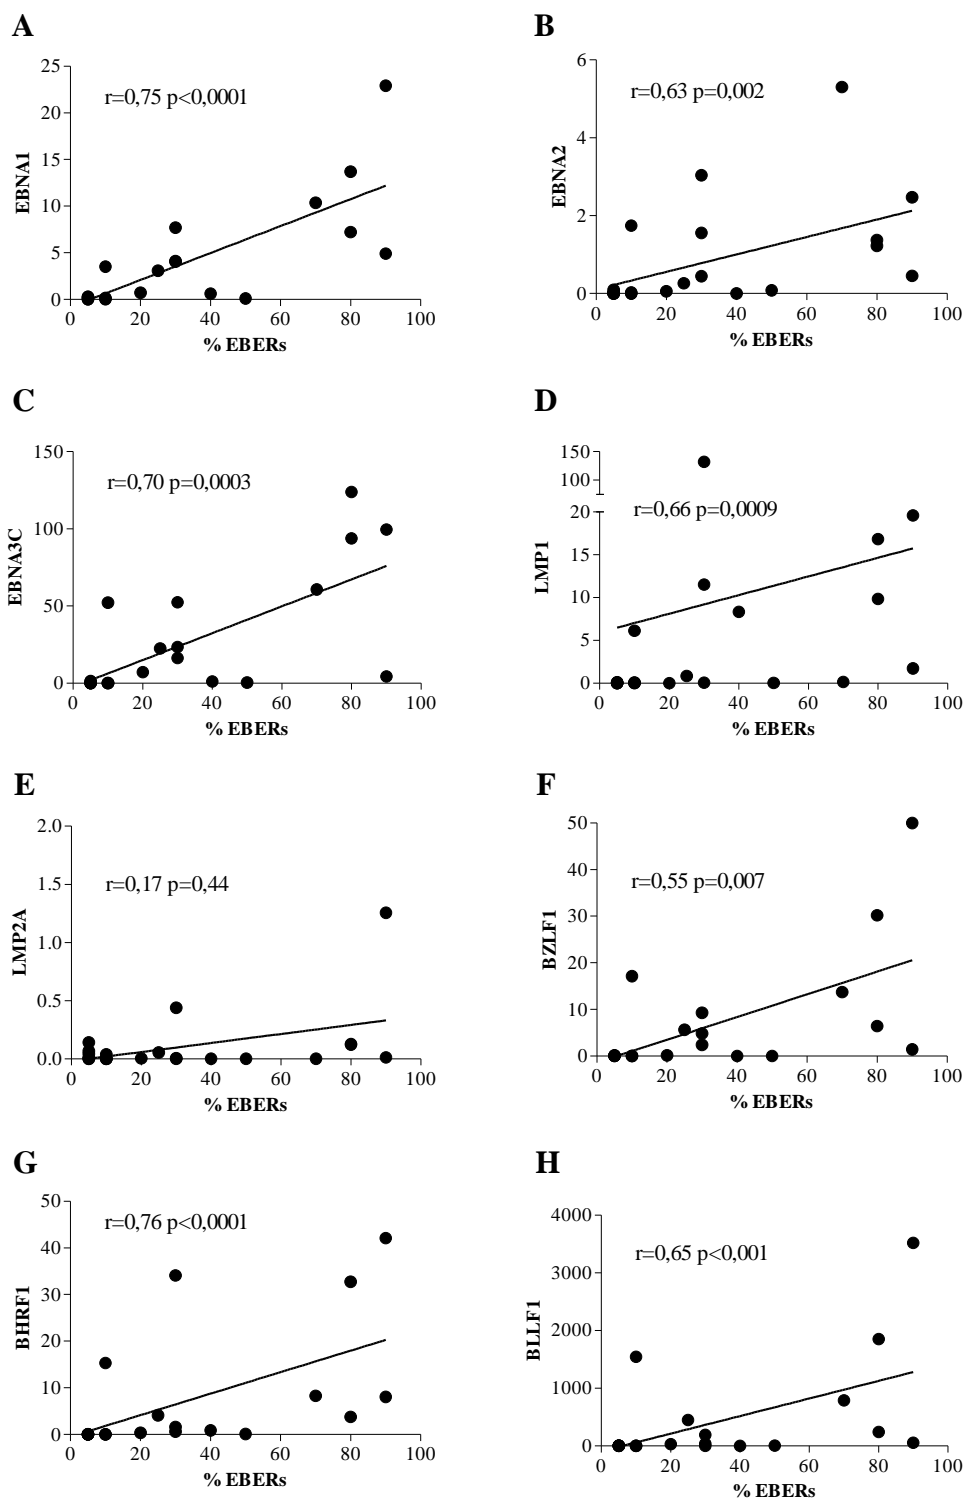 A
25
20
15
10
5
0
r=0,75 p<0,0001
EBNA1
0 20 40 60 80 100
% EBERs
B
6
4
2
0
r=0,63 p=0,002
EBNA2
0 20 40 60 80 100
% EBERs
C
150
100
50
0
r=0,70 p=0,0003
EBNA3C
0 20 40 60 80 100
% EBERs
D
150
100
20
15
10
5
0
r=0,66 p=0,0009
LMP1
0 20 40 60 80 100
% EBERs
E
2.0
1.5
1.0
0.5
0.0
r=0,17 p=0,44
LMP2A
0 20 40 60 80 100
% EBERs
F
50
40
30
20
10
0
r=0,55 p=0,007
BZLF1
0 20 40 60 80 100
% EBERs
G
50
40
30
20
10
0
r=0,76 p<0,0001
BHRF1
0 20 40 60 80 100
% EBERs
H
4000
3000
2000
1000
0
r=0,65 p<0,001
BLLF1
0 20 40 60 80 100
% EBERs